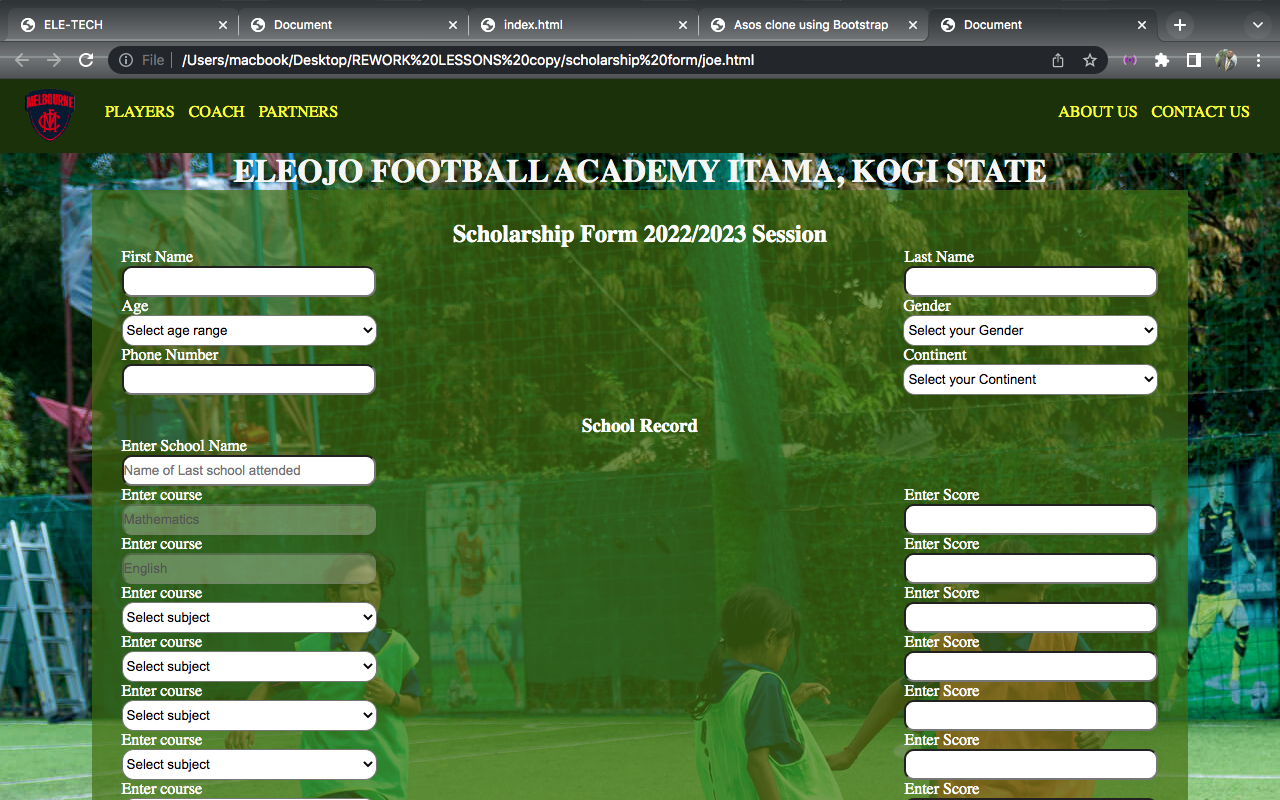 ELE-TECH
Document
index.html
Asos clone using Bootstrap
Document
File
/Users/macbook/Desktop/REWORK%20LESSONS%20copy/scholarship%20form/joe.html
MELBOURNE
PLAYERS COACH PARTNERS
ABOUT US CONTACT US
ELEOJO FOOTBALL ACADEMY ITAMA, KOGI STATE
Scholarship Form 2022/2023 Session
First Name Last Name
Age Gender
Select age range Select your Gender
Phone Number Continent
Select your Continent
School Record
Enter School Name
Name of Last school attended
Enter course Enter Score
Mathematics
Enter course Enter Score
English
Enter course Enter Score
Select subject
Enter course Enter Score
Select subject
Enter course Enter Score
Select subject
Enter course Enter Score
Select subject
Enter course Enter Score